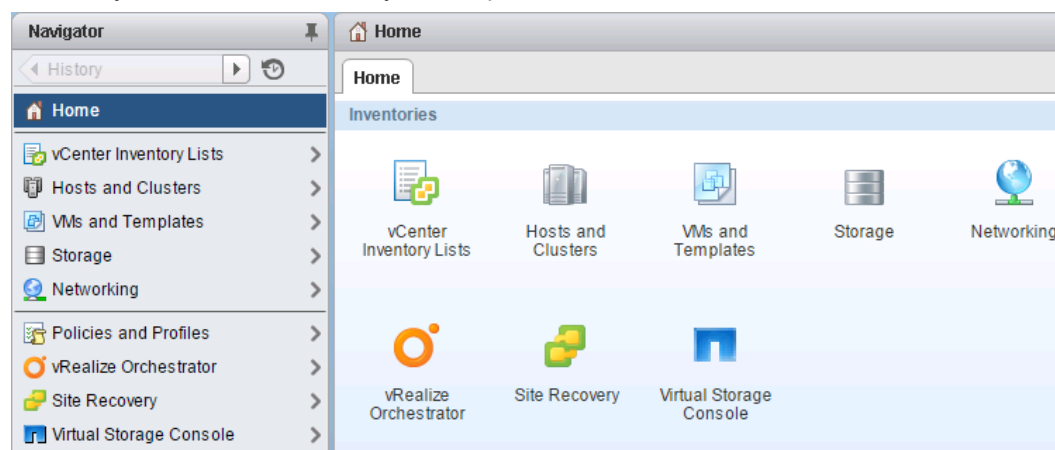 Navigator
History
Home
vCenter Inventory Lists
Hosts and Clusters
VMs and Templates
Storage
Networking
Policies and Profiles
vRealize Orchestrator
Site Recovery
Virtual Storage Console
Home
Home
Inventories
vCenter
Inventory Lists
Hosts and
Clusters
VMs and
Templates
Storage
Networking
vRealize
Orchestrator
Site Recovery
Virtual Storage
Console